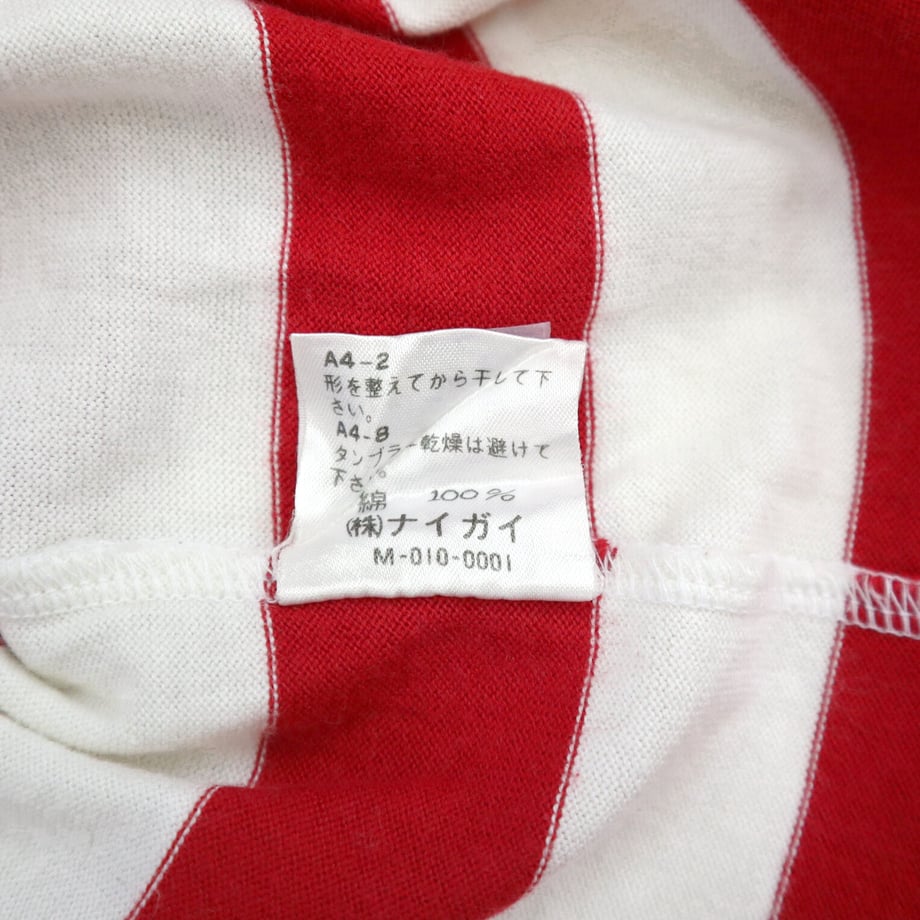 A4-2
形を整えてから干して下
さい。
A4-8
タンブラー乾燥は避けて
下さい。
綿 100%
(株)ナイガイ
M-010-0001